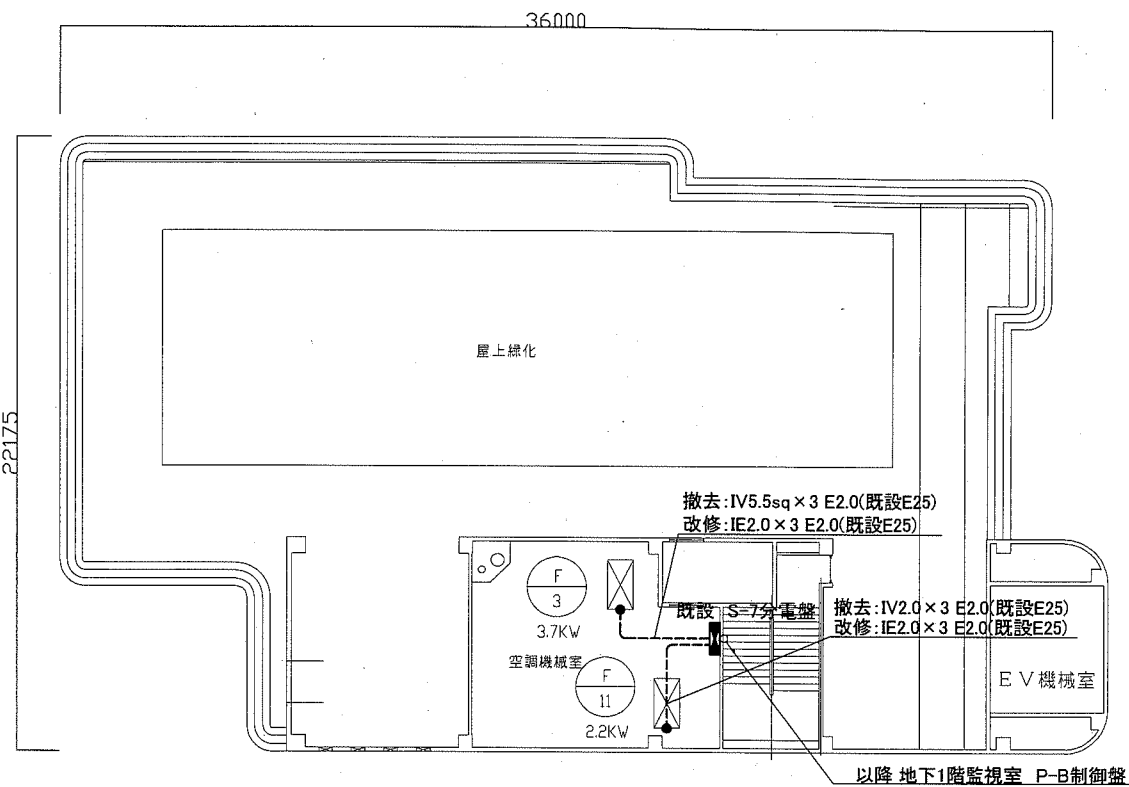 36000
22175
屋上緑化
撤去:IV5.5sq×3 E2.0(既設E25)
改修:IE2.0×3 E2.0(既設E25)
F
3
3.7KW
既設 S-7分電盤
撤去:IV2.0×3 E2.0(既設E25)
改修:IE2.0×3 E2.0(既設E25)
空調機械室
F
11
2.2KW
EV機械室
以降 地下1階監視室 P-B制御盤